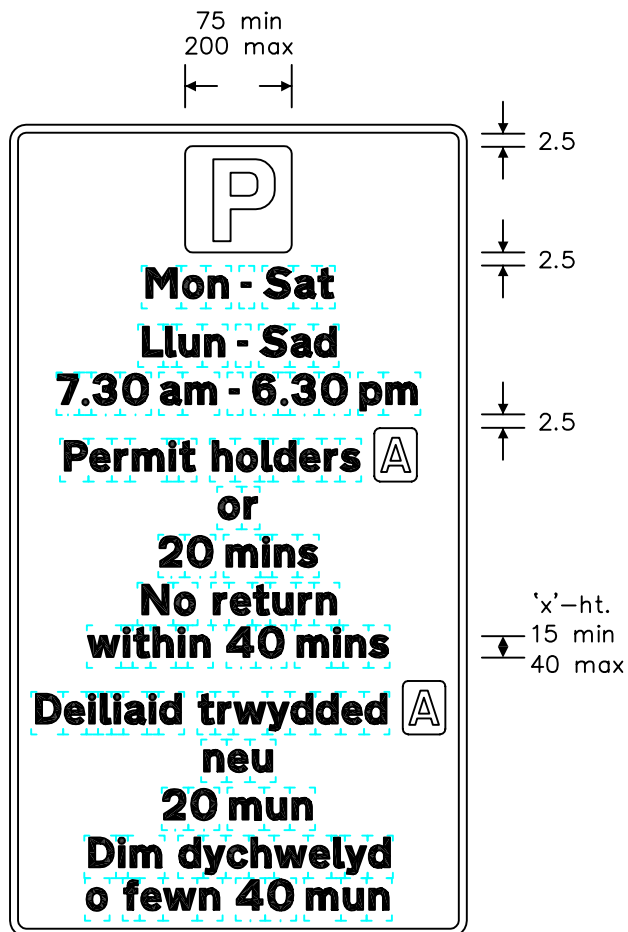 75 min
200 max
2.5
P
2.5
Mon - Sat
Llun - Sad
7.30 am - 6.30 pm
2.5
Permit holders A
or
20 mins
No return
within 40 mins
'x'-ht.
15 min
40 max
Deiliaid trwydded A
neu
20 mun
Dim dychwelyd
o fewn 40 mun